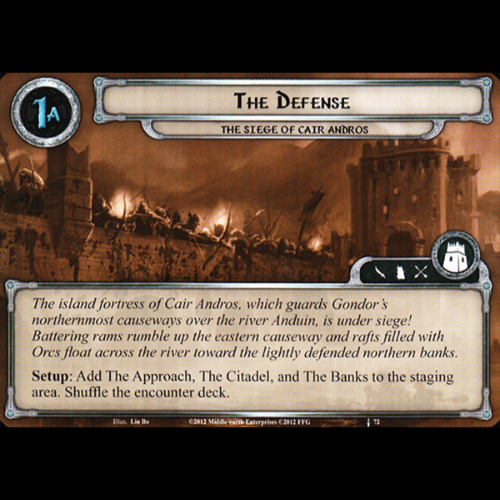 1A
THE DEFENSE
THE SIEGE OF CAIR ANDROS
The island fortress of Cair Andros, which guards Gondor's
northernmost causeways over the river Anduin, is under siege!
Battering rams rumble up the eastern causeway and rafts filled with
Orcs float across the river toward the lightly defended northern banks.
Setup: Add The Approach, The Citadel, and The Banks to the staging
area. Shuffle the encounter deck.
Illus. Lin Bo ©2012 Middle-earth Enterprises ©2012 FFG 72